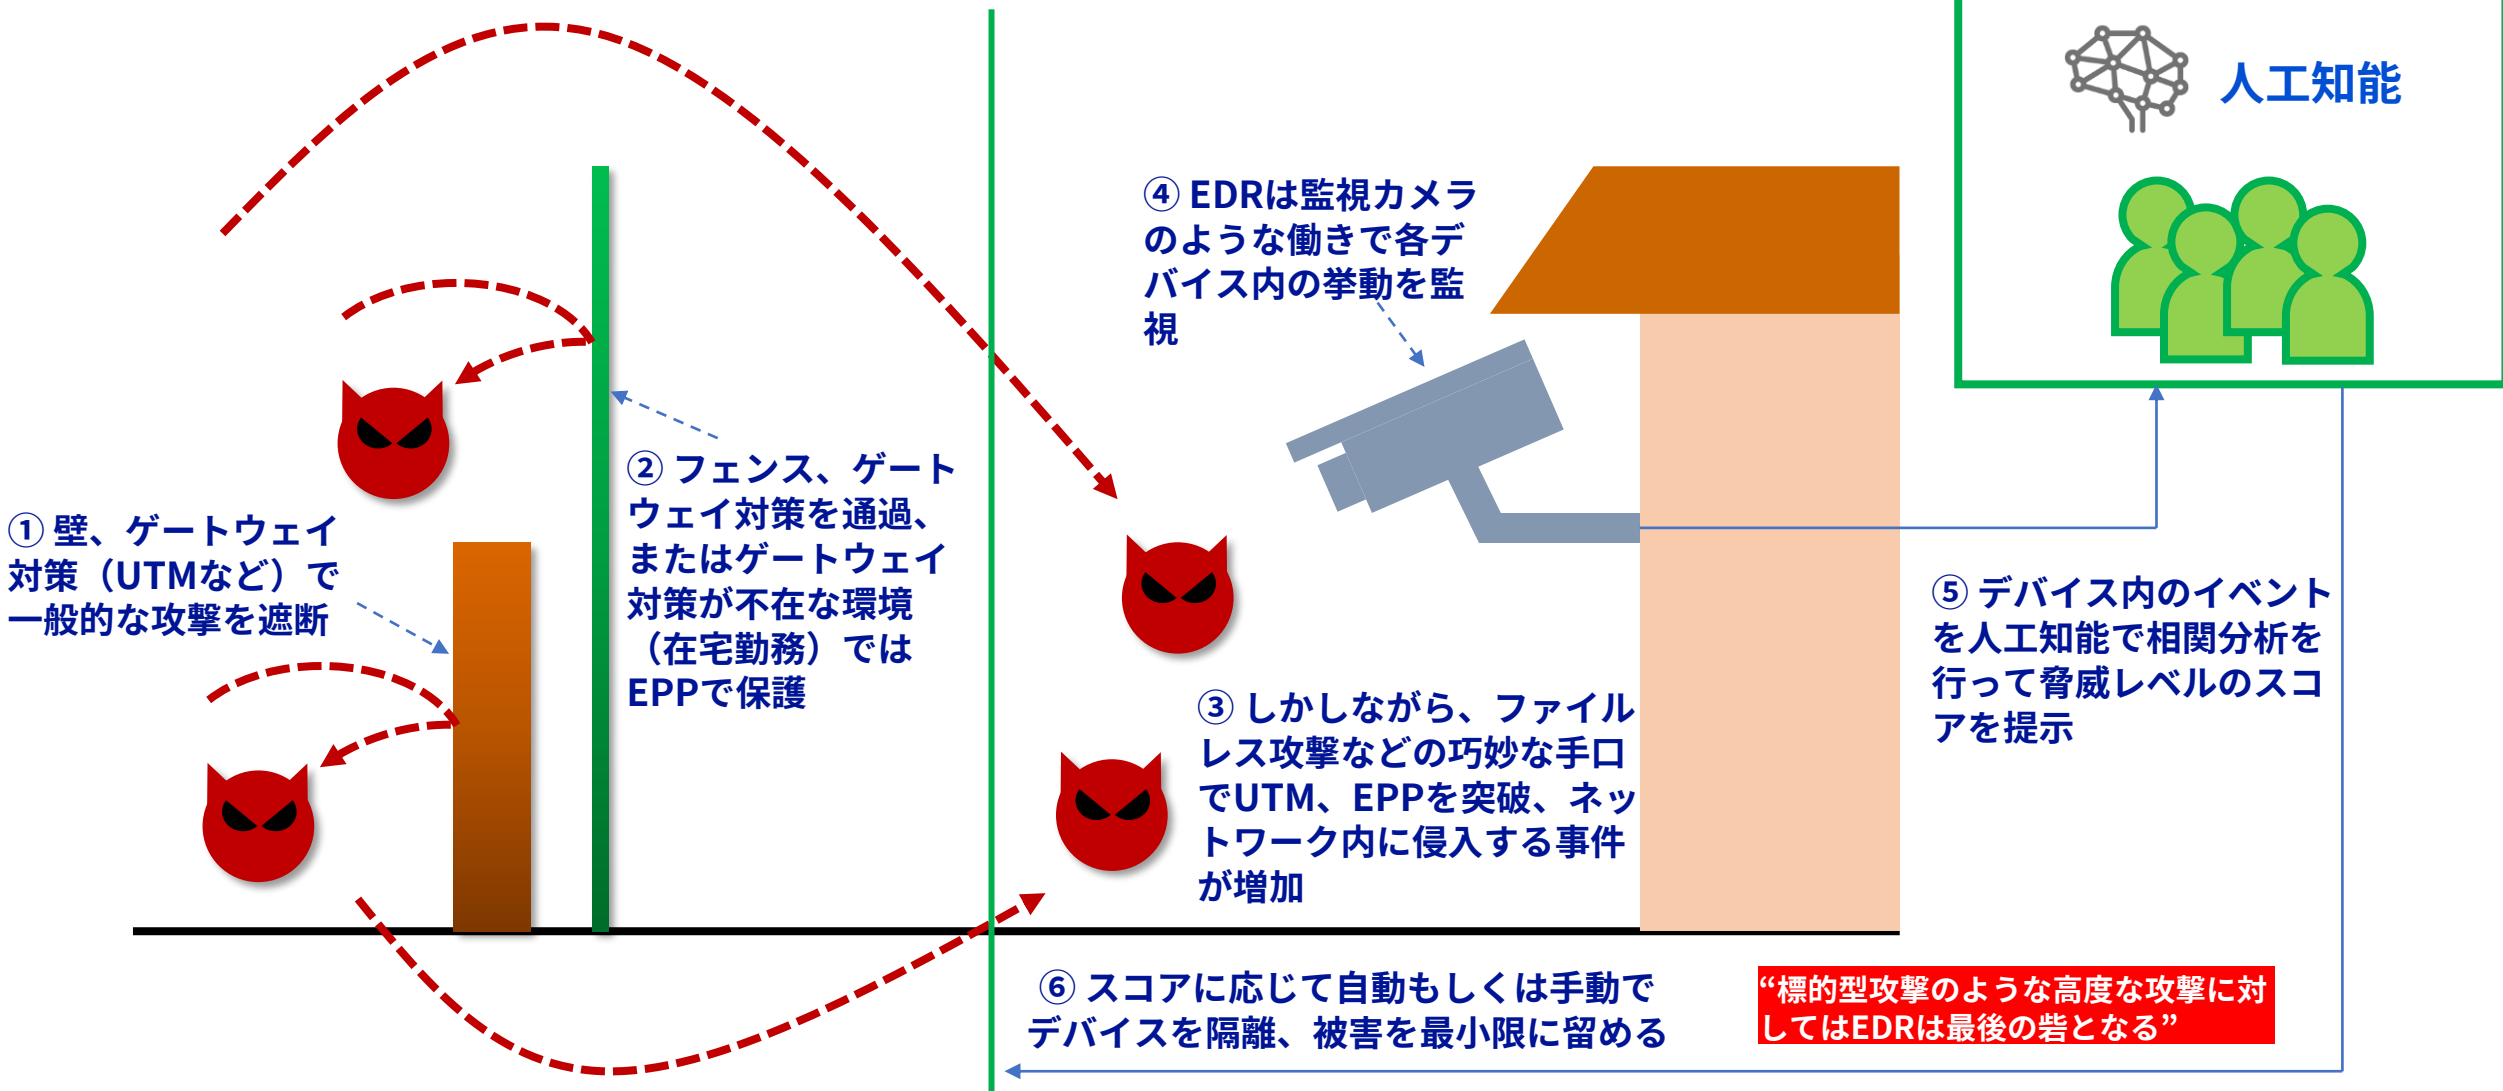 人工知能
④ EDRは監視カメラ
のような働きで各デ
バイス内の挙動を監
視
② フェンス、ゲート
ウェイ対策を通過、
またはゲートウェイ
対策が不在な環境
（在宅勤務）では
EPPで保護
① 壁、ゲートウェイ
対策（UTMなど）で
一般的な攻撃を遮断
⑤ デバイス内のイベント
を人工知能で相関分析を
行って脅威レベルのスコ
アを提示
③ しかしながら、ファイル
レス攻撃などの巧妙な手口
でUTM、EPPを突破、ネッ
トワーク内に侵入する事件
が増加
⑥ スコアに応じて自動もしくは手動で
デバイスを隔離、被害を最小限に留める
“標的型攻撃のような高度な攻撃に対
してはEDRは最後の砦となる”